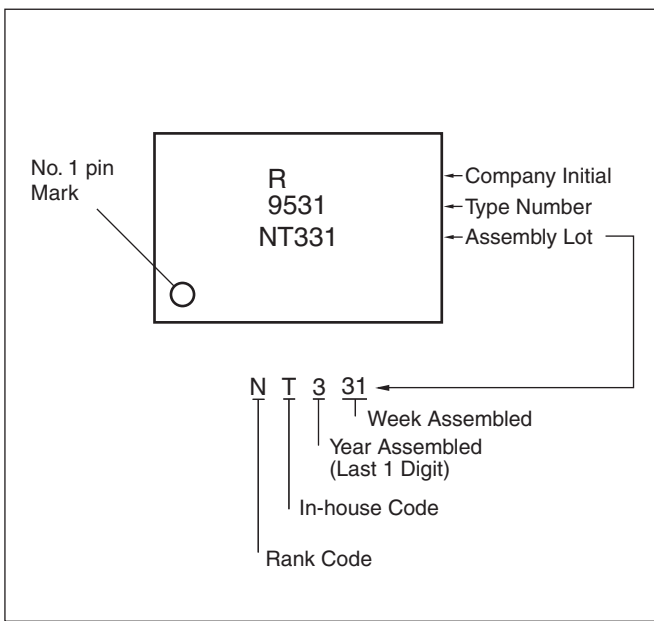 No. 1 pin
Mark
R
9531
NT331
Company Initial
Type Number
Assembly Lot
N T 3 31
Week Assembled
Year Assembled
(Last 1 Digit)
In-house Code
Rank Code